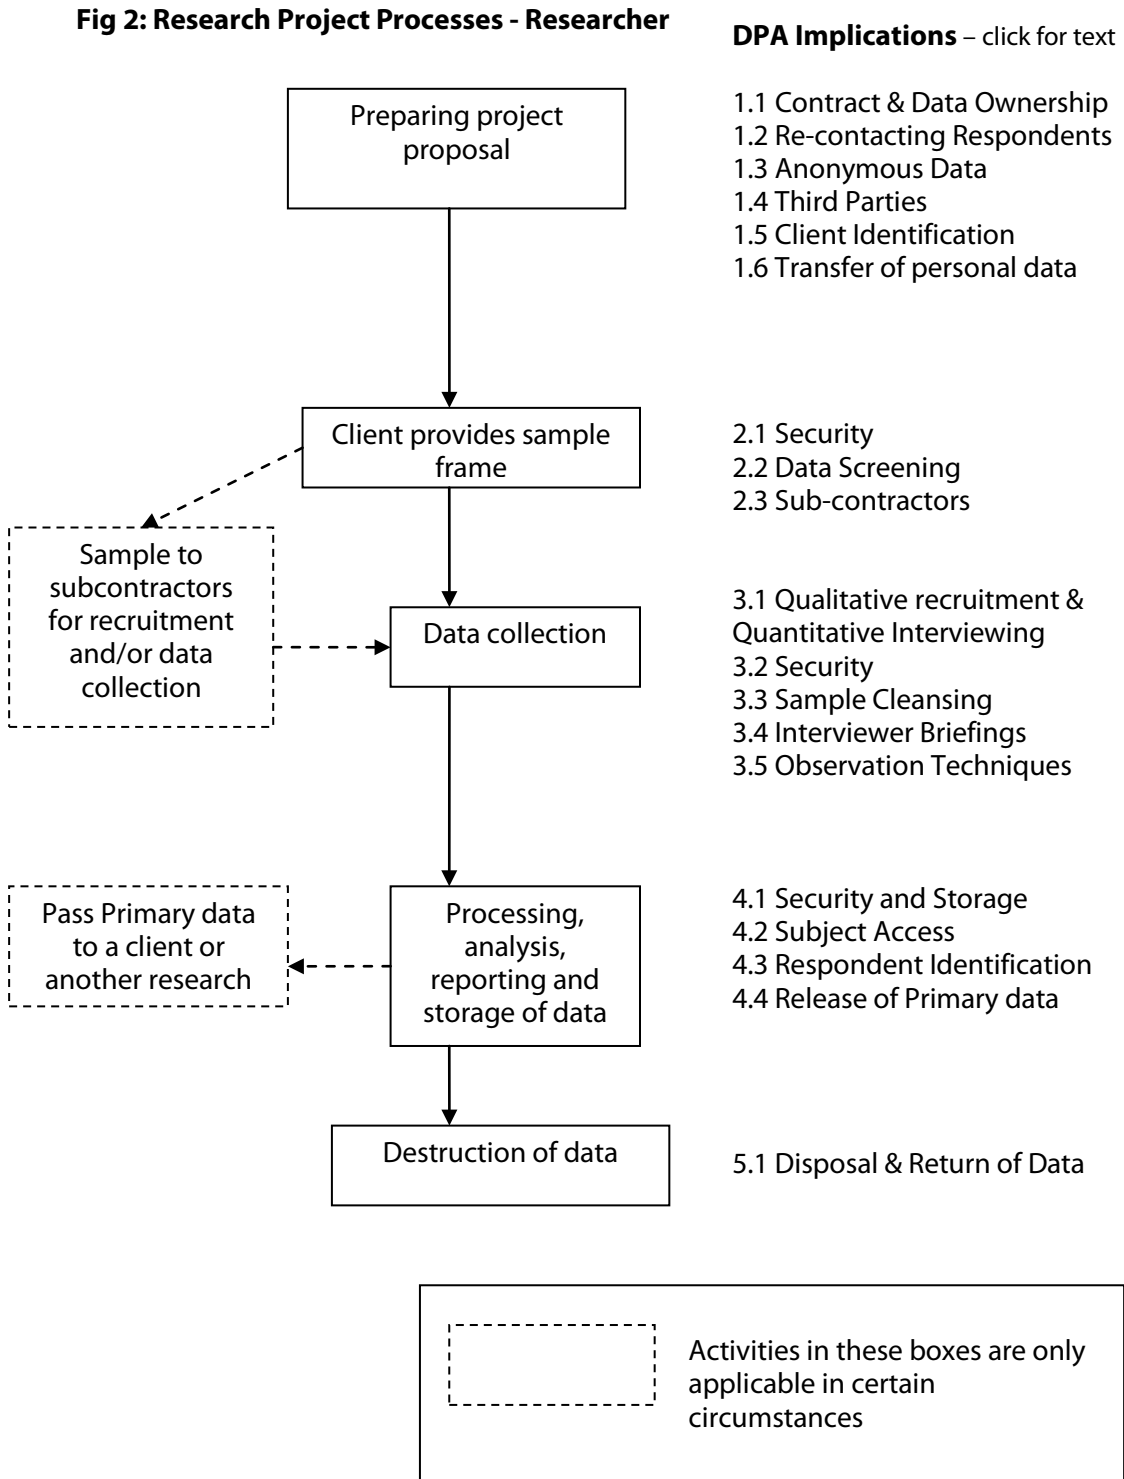 Fig 2: Research Project Processes - Researcher
DPA Implications – click for text
Preparing project
proposal
1.1 Contract & Data Ownership
1.2 Re-contacting Respondents
1.3 Anonymous Data
1.4 Third Parties
1.5 Client Identification
1.6 Transfer of personal data
Client provides sample
frame
2.1 Security
2.2 Data Screening
2.3 Sub-contractors
Sample to
subcontractors
for recruitment
and/or data
collection
Data collection
3.1 Qualitative recruitment &
Quantitative Interviewing
3.2 Security
3.3 Sample Cleansing
3.4 Interviewer Briefings
3.5 Observation Techniques
Pass Primary data
to a client or
another research
Processing,
analysis,
reporting and
storage of data
4.1 Security and Storage
4.2 Subject Access
4.3 Respondent Identification
4.4 Release of Primary data
Destruction of data
5.1 Disposal & Return of Data
Activities in these boxes are only
applicable in certain
circumstances